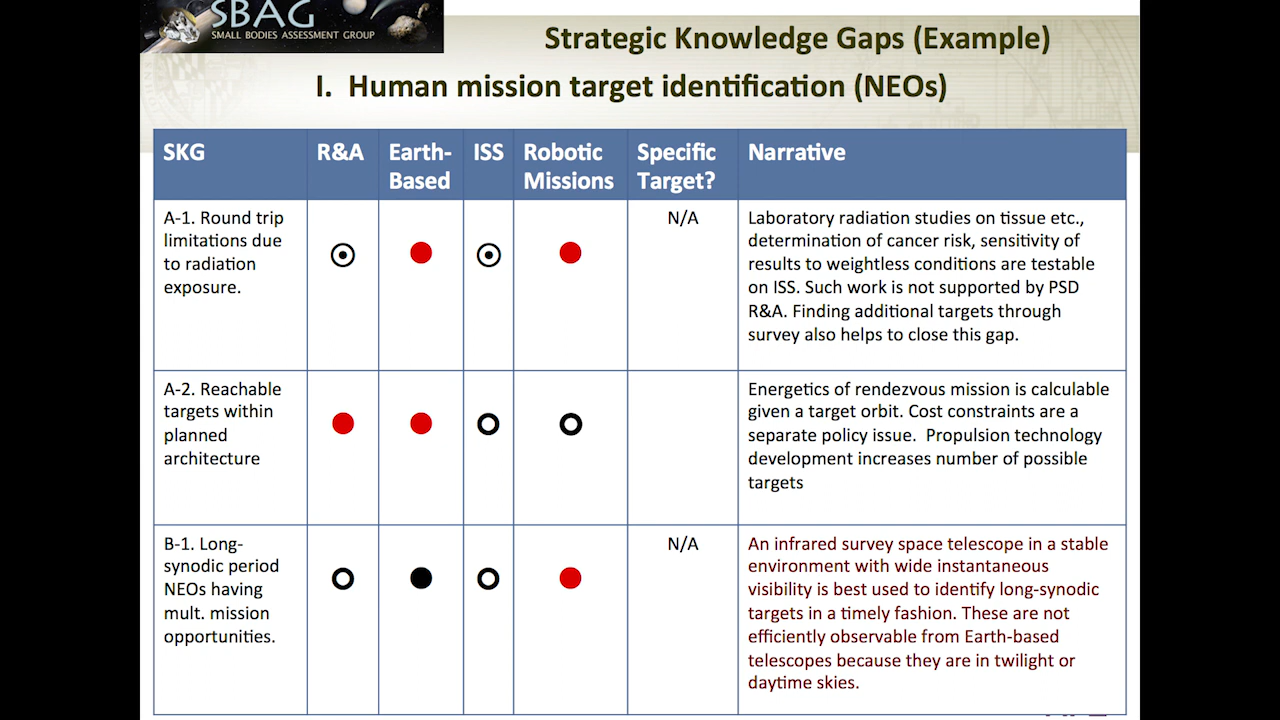 SBAG
SMALL BODIES ASSESSMENT GROUP
Strategic Knowledge Gaps (Example)
I. Human mission target identification (NEOs)
SKG
R&A
Earth-
Based
ISS
Robotic
Missions
Specific
Target?
Narrative
A-1. Round trip
limitations due
to radiation
exposure.
N/A
Laboratory radiation studies on tissue etc.,
determination of cancer risk, sensitivity of
results to weightless conditions are testable
on ISS. Such work is not supported by PSD
R&A. Finding additional targets through
survey also helps to close this gap.
A-2. Reachable
targets within
planned
architecture
Energetics of rendezvous mission is calculable
given a target orbit. Cost constraints are a
separate policy issue. Propulsion technology
development increases number of possible
targets
B-1. Long-
synodic period
NEOs having
mult. mission
opportunities.
N/A
An infrared survey space telescope in a stable
environment with wide instantaneous
visibility is best used to identify long-synodic
targets in a timely fashion. These are not
efficiently observable from Earth-based
telescopes because they are in twilight or
daytime skies.